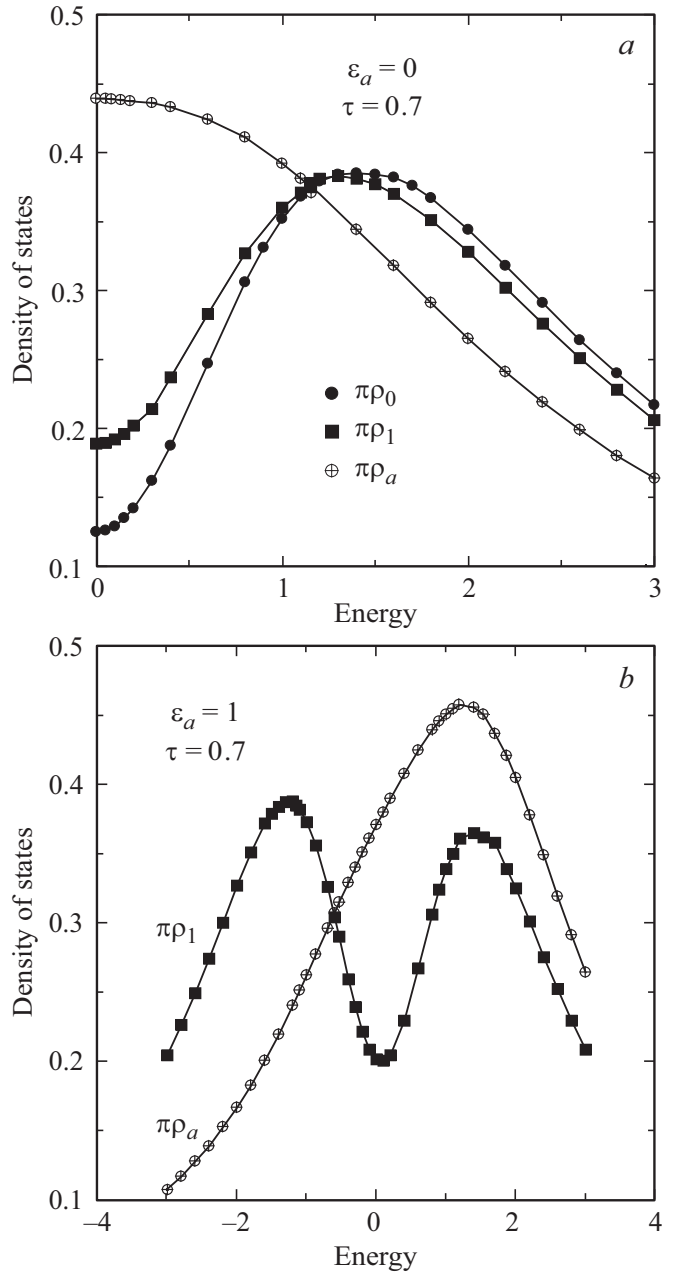 a
ε_a = 0
τ = 0.7
0.5
0.4
0.3
0.2
0.1
Density of states
πρ_0
πρ_1
πρ_a
0 1 2 3
Energy
b
ε_a = 1
τ = 0.7
0.5
0.4
0.3
0.2
0.1
Density of states
πρ_1
πρ_a
−4 −2 0 2 4
Energy